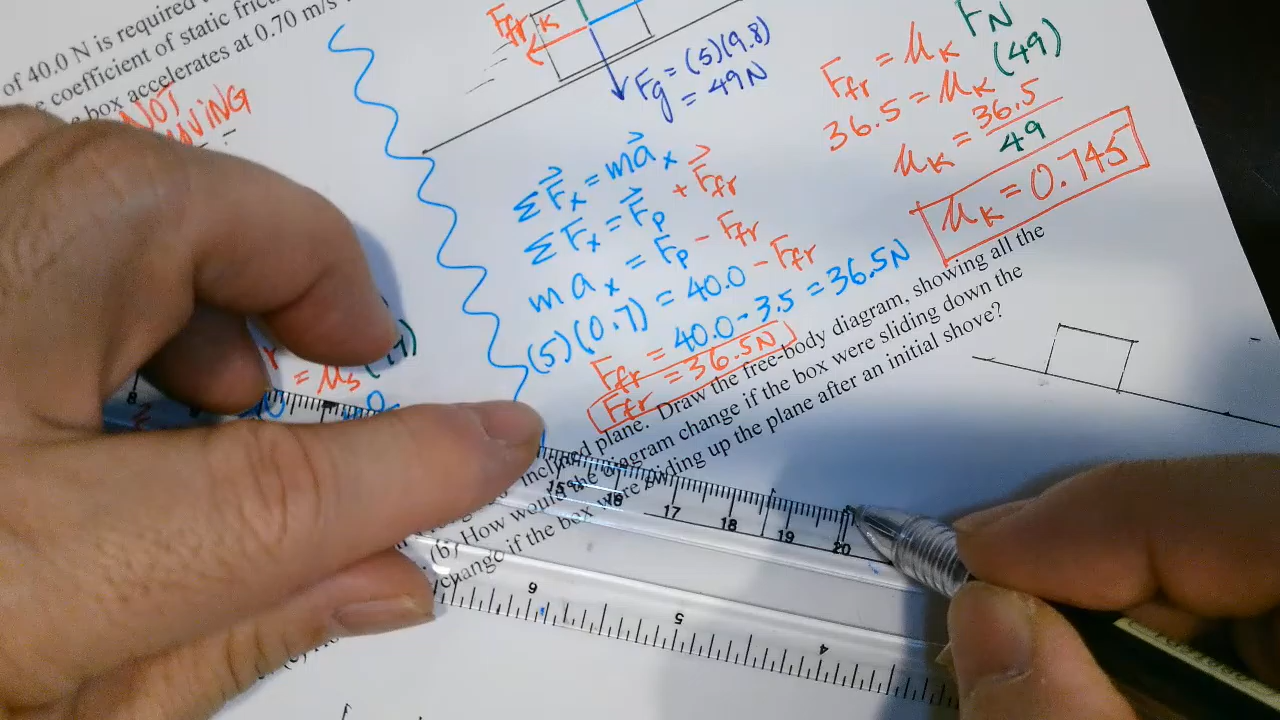 of 40.0 N is required
coefficient of static
box accelerates at 0.70 m/s
NOT
MOVING
Ffr K
Fg = (5)(9.8)
= 49N
ΣF⃗x = ma⃗x
ΣF⃗x = F⃗p + F⃗fr
max = Fp - Ffr
(5)(0.7) = 40.0 - Ffr
Ffr = 40.0 - 3.5 = 36.5N
Ffr = 36.5N
FN
Ffr = μK (49)
36.5 = μK
μK = 36.5
49
μK = 0.745
= μs
plane. Draw the free-body diagram, showing all the
(b) How would the diagram change if the box were sliding down the
change if the box were sliding up the plane after an initial shove?
8 15 16 17 18 19 20
6 5 4